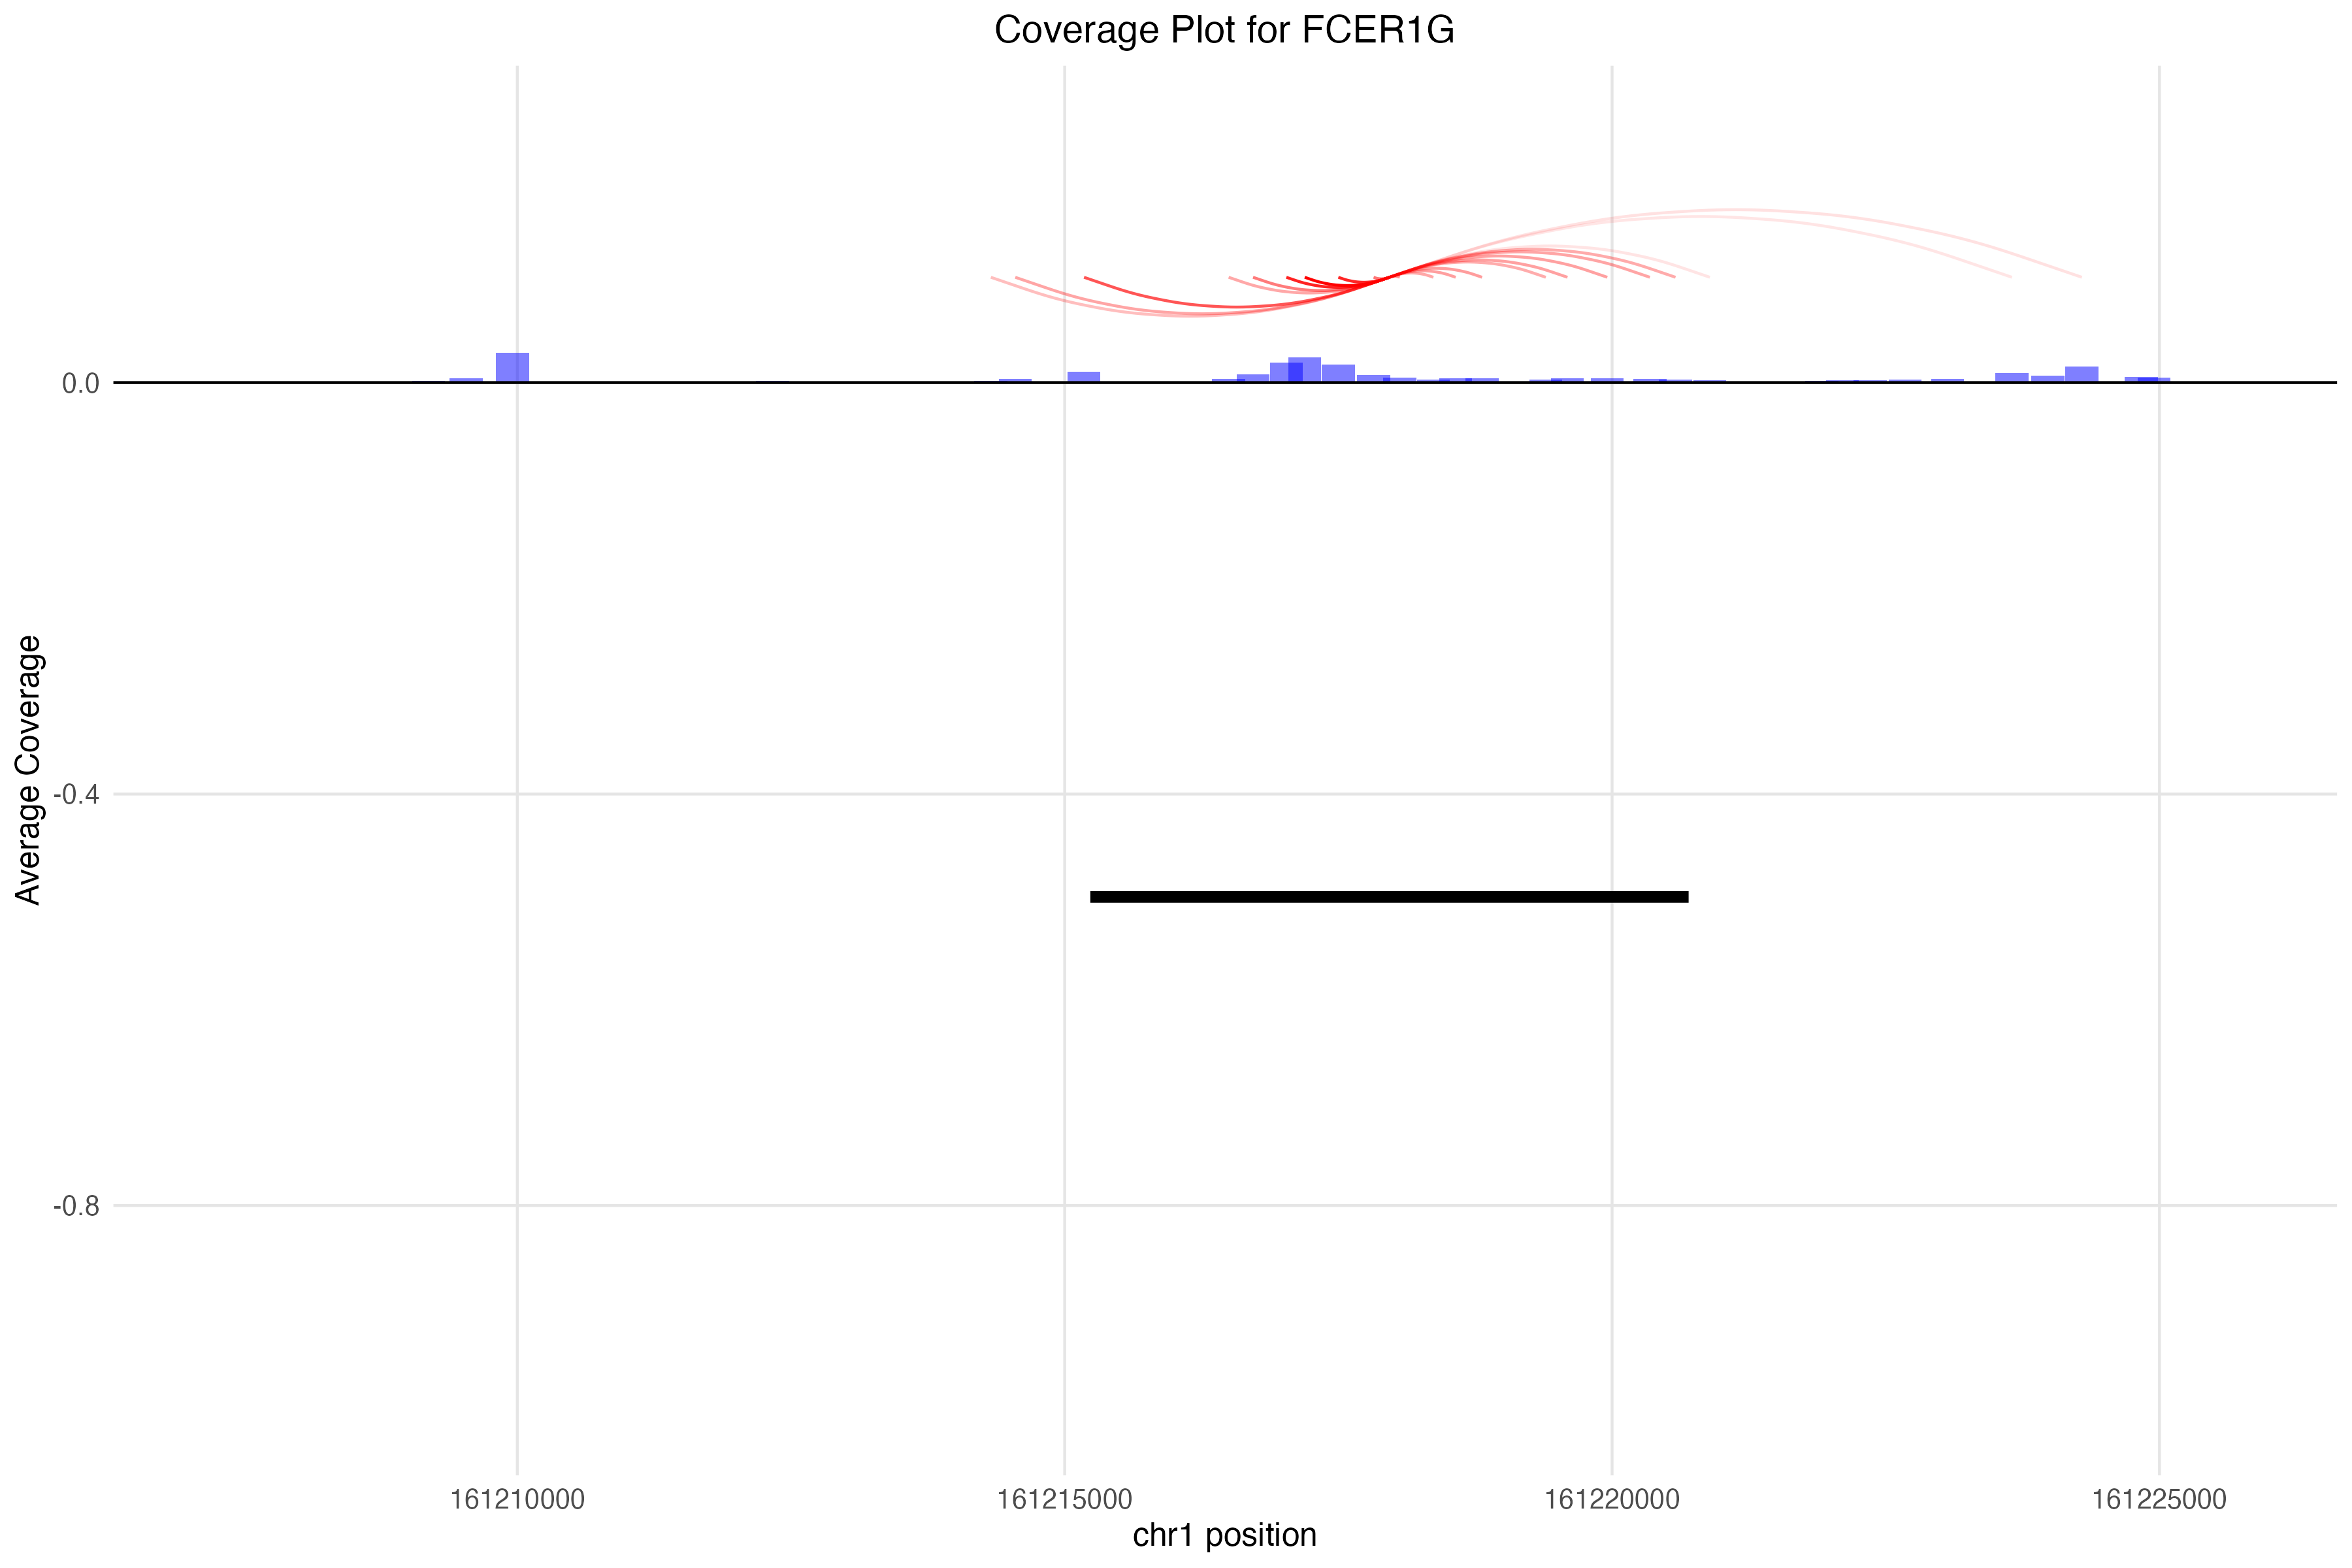 Coverage Plot for FCER1G
Average Coverage
0.0
-0.4
-0.8
161210000
161215000
161220000
161225000
chr1 position